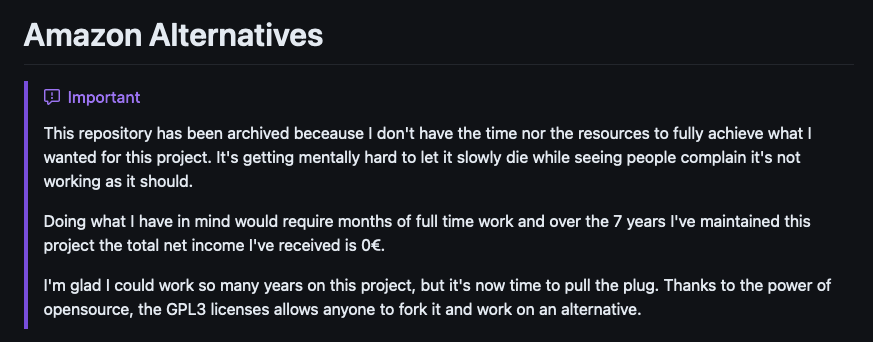 Amazon Alternatives
Important
This repository has been archived beceause I don't have the time nor the resources to fully achieve what I
wanted for this project. It's getting mentally hard to let it slowly die while seeing people complain it's not
working as it should.
Doing what I have in mind would require months of full time work and over the 7 years I've maintained this
project the total net income I've received is 0€.
I'm glad I could work so many years on this project, but it's now time to pull the plug. Thanks to the power of
opensource, the GPL3 licenses allows anyone to fork it and work on an alternative.